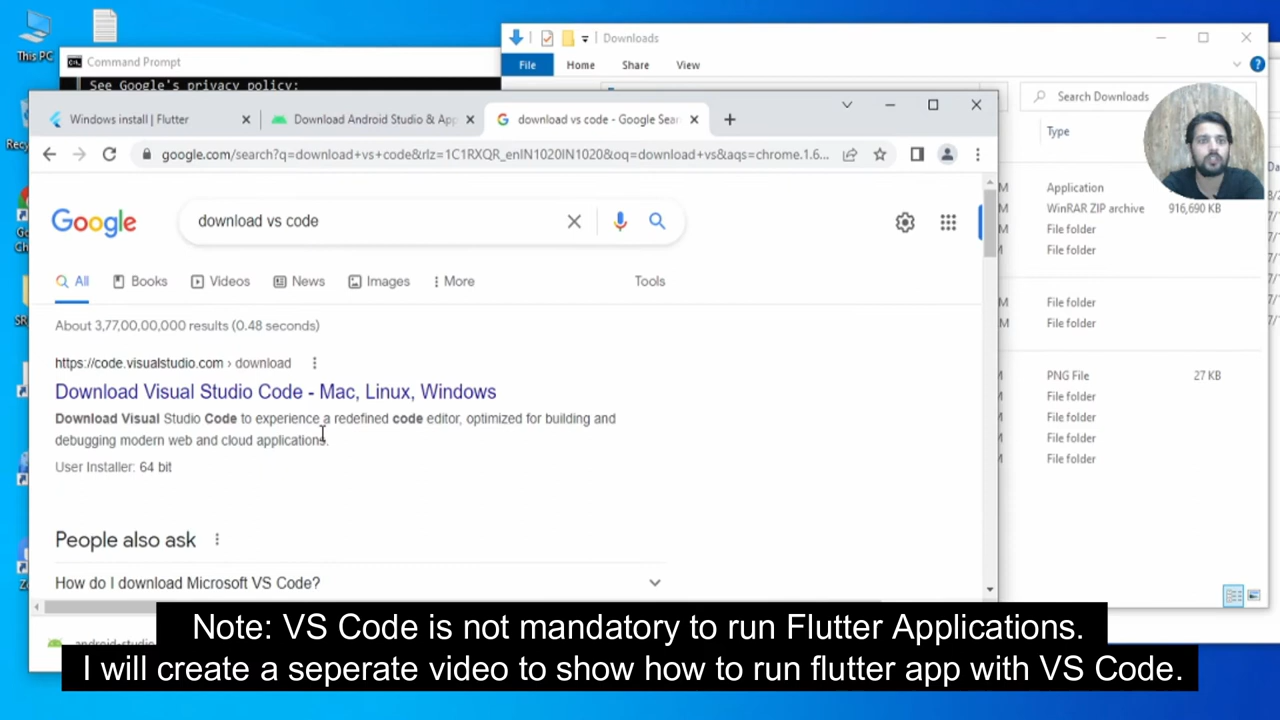 This PC
Command Prompt
See Google's privacy policy:
Downloads
File
Home
Share
View
Search Downloads
Type
Windows install | Flutter
Download Android Studio & App
download vs code - Google Sear
google.com/search?q=download+vs+code&rlz=1C1RXQR_enIN1020IN1020&oq=download+vs&aqs=chrome.1.6...
Application
WinRAR ZIP archive
916,690 KB
File folder
File folder
File folder
File folder
PNG File
27 KB
File folder
File folder
File folder
File folder
Google
download vs code
All
Books
Videos
News
Images
More
Tools
About 3,77,00,00,000 results (0.48 seconds)
https://code.visualstudio.com › download
Download Visual Studio Code - Mac, Linux, Windows
Download Visual Studio Code to experience a redefined code editor, optimized for building and
debugging modern web and cloud applications.
User Installer: 64 bit
People also ask
How do I download Microsoft VS Code?
android-studio
Note: VS Code is not mandatory to run Flutter Applications.
I will create a seperate video to show how to run flutter app with VS Code.